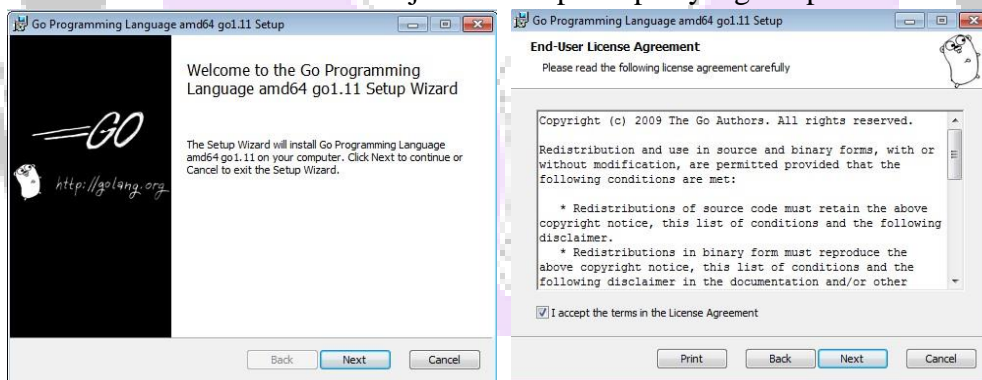 Go Programming Language amd64 go1.11 Setup
Welcome to the Go Programming
Language amd64 go1.11 Setup Wizard
The Setup Wizard will install Go Programming Language
amd64 go1.11 on your computer. Click Next to continue or
Cancel to exit the Setup Wizard.
GO
http://golang.org
Back Next Cancel
Go Programming Language amd64 go1.11 Setup
End-User License Agreement
Please read the following license agreement carefully
Copyright (c) 2009 The Go Authors. All rights reserved.
Redistribution and use in source and binary forms, with or
without modification, are permitted provided that the
following conditions are met:
* Redistributions of source code must retain the above
copyright notice, this list of conditions and the following
disclaimer.
* Redistributions in binary form must reproduce the
above copyright notice, this list of conditions and the
following disclaimer in the documentation and/or other
I accept the terms in the License Agreement
Print Back Next Cancel